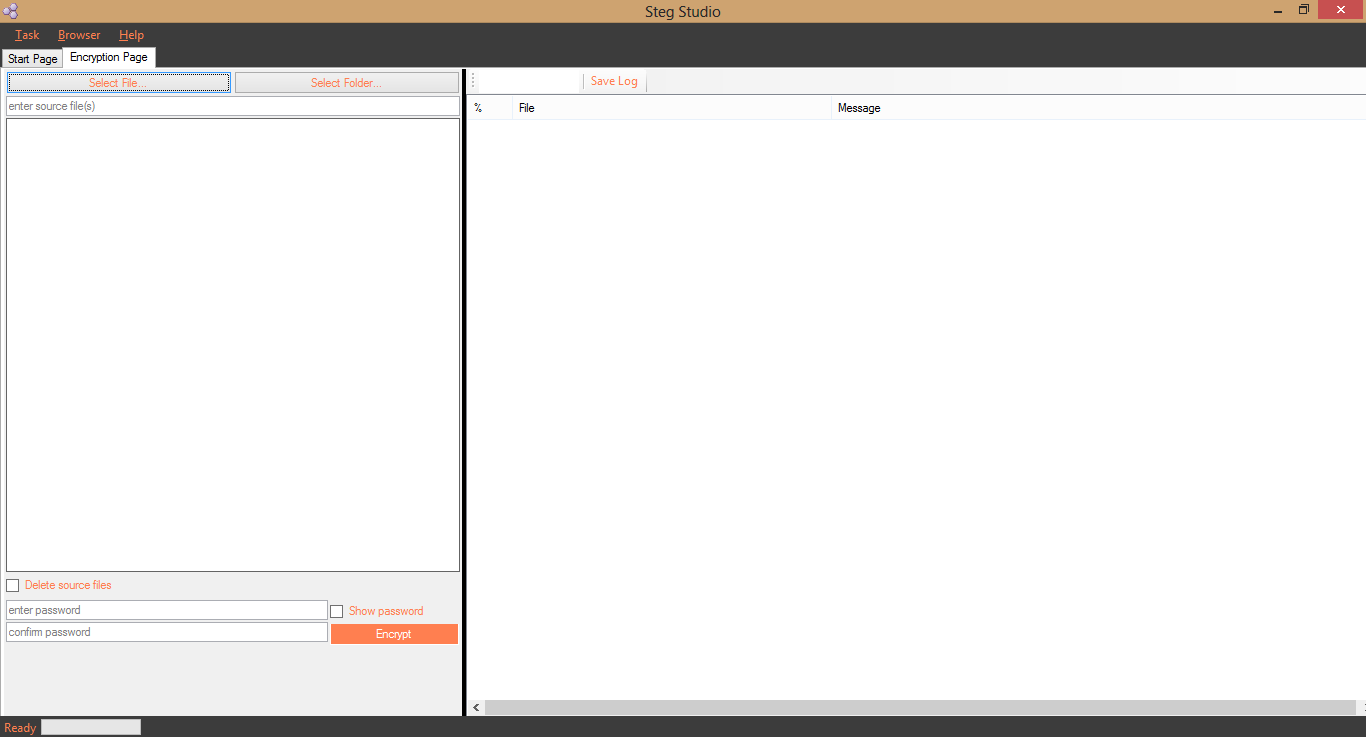 Steg Studio
Task Browser Help
Start Page Encryption Page
Select File... Select Folder... Save Log
enter source file(s)
% File Message
Delete source files
enter password Show password
confirm password Encrypt
Ready